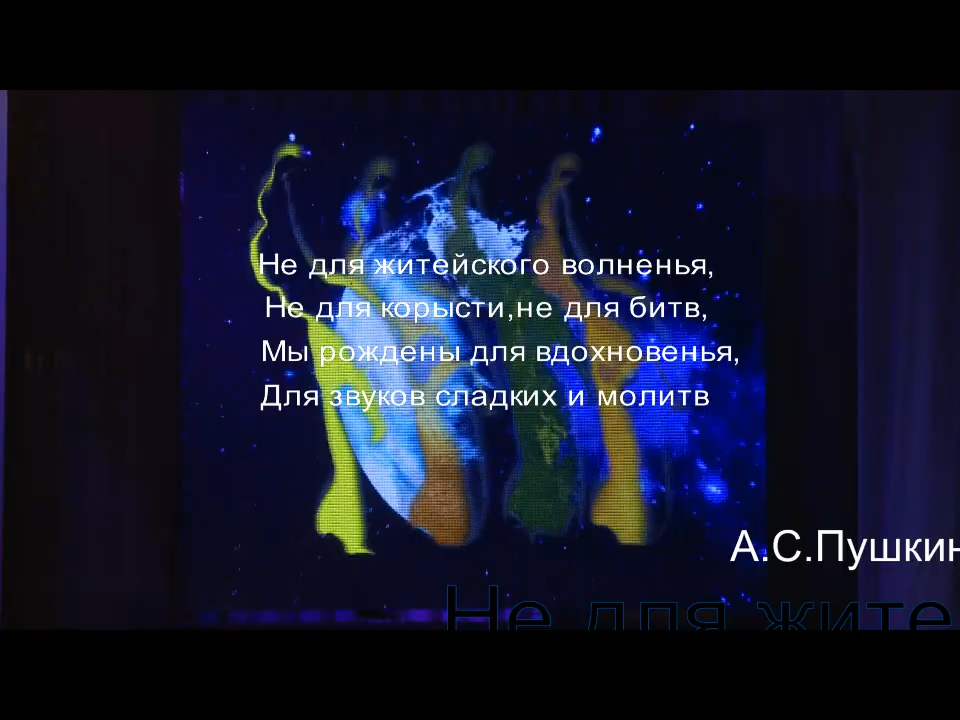 Не для житейского волненья,
Не для корысти,не для битв,
Мы рождены для вдохновенья,
Для звуков сладких и молитв
А.С.Пушкин
Не для жите